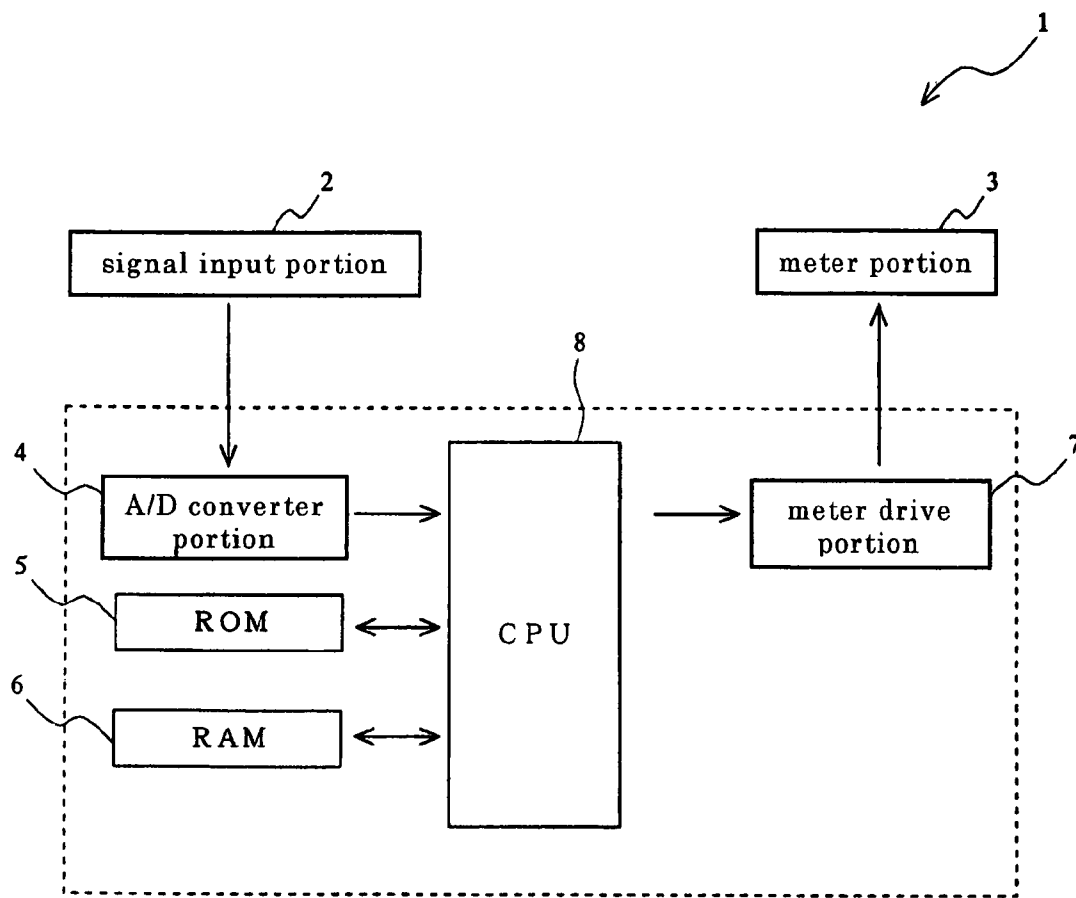 1
2
3
signal input portion
meter portion
8
4
7
A/D converter
portion
meter drive
portion
5
ROM
CPU
6
RAM